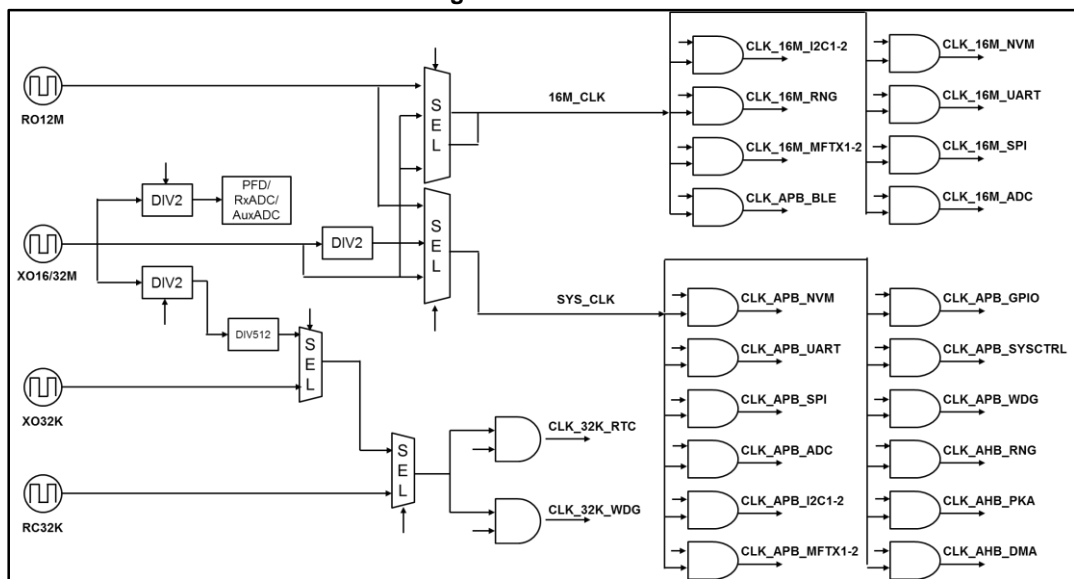 RO12M
XO16/32M
XO32K
RC32K
DIV2
PFD/
RxADC/
AuxADC
DIV2
DIV512
DIV2
S
E
L
S
E
L
S
E
L
S
E
L
16M_CLK
SYS_CLK
CLK_32K_RTC
CLK_32K_WDG
CLK_16M_I2C1-2
CLK_16M_RNG
CLK_16M_MFTX1-2
CLK_APB_BLE
CLK_16M_NVM
CLK_16M_UART
CLK_16M_SPI
CLK_16M_ADC
CLK_APB_NVM
CLK_APB_UART
CLK_APB_SPI
CLK_APB_ADC
CLK_APB_I2C1-2
CLK_APB_MFTX1-2
CLK_APB_GPIO
CLK_APB_SYSCTRL
CLK_APB_WDG
CLK_AHB_RNG
CLK_AHB_PKA
CLK_AHB_DMA